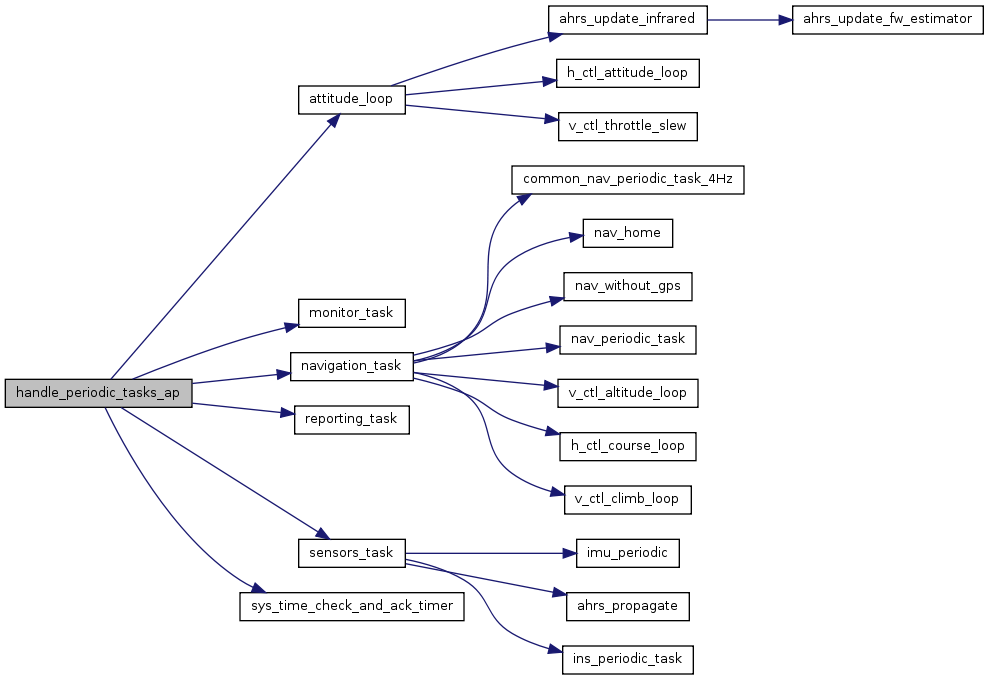 ahrs_update_infrared
ahrs_update_fw_estimator
h_ctl_attitude_loop
attitude_loop
v_ctl_throttle_slew
common_nav_periodic_task_4Hz
nav_home
nav_without_gps
monitor_task
nav_periodic_task
navigation_task
handle_periodic_tasks_ap
v_ctl_altitude_loop
reporting_task
h_ctl_course_loop
v_ctl_climb_loop
sensors_task
imu_periodic
sys_time_check_and_ack_timer
ahrs_propagate
ins_periodic_task